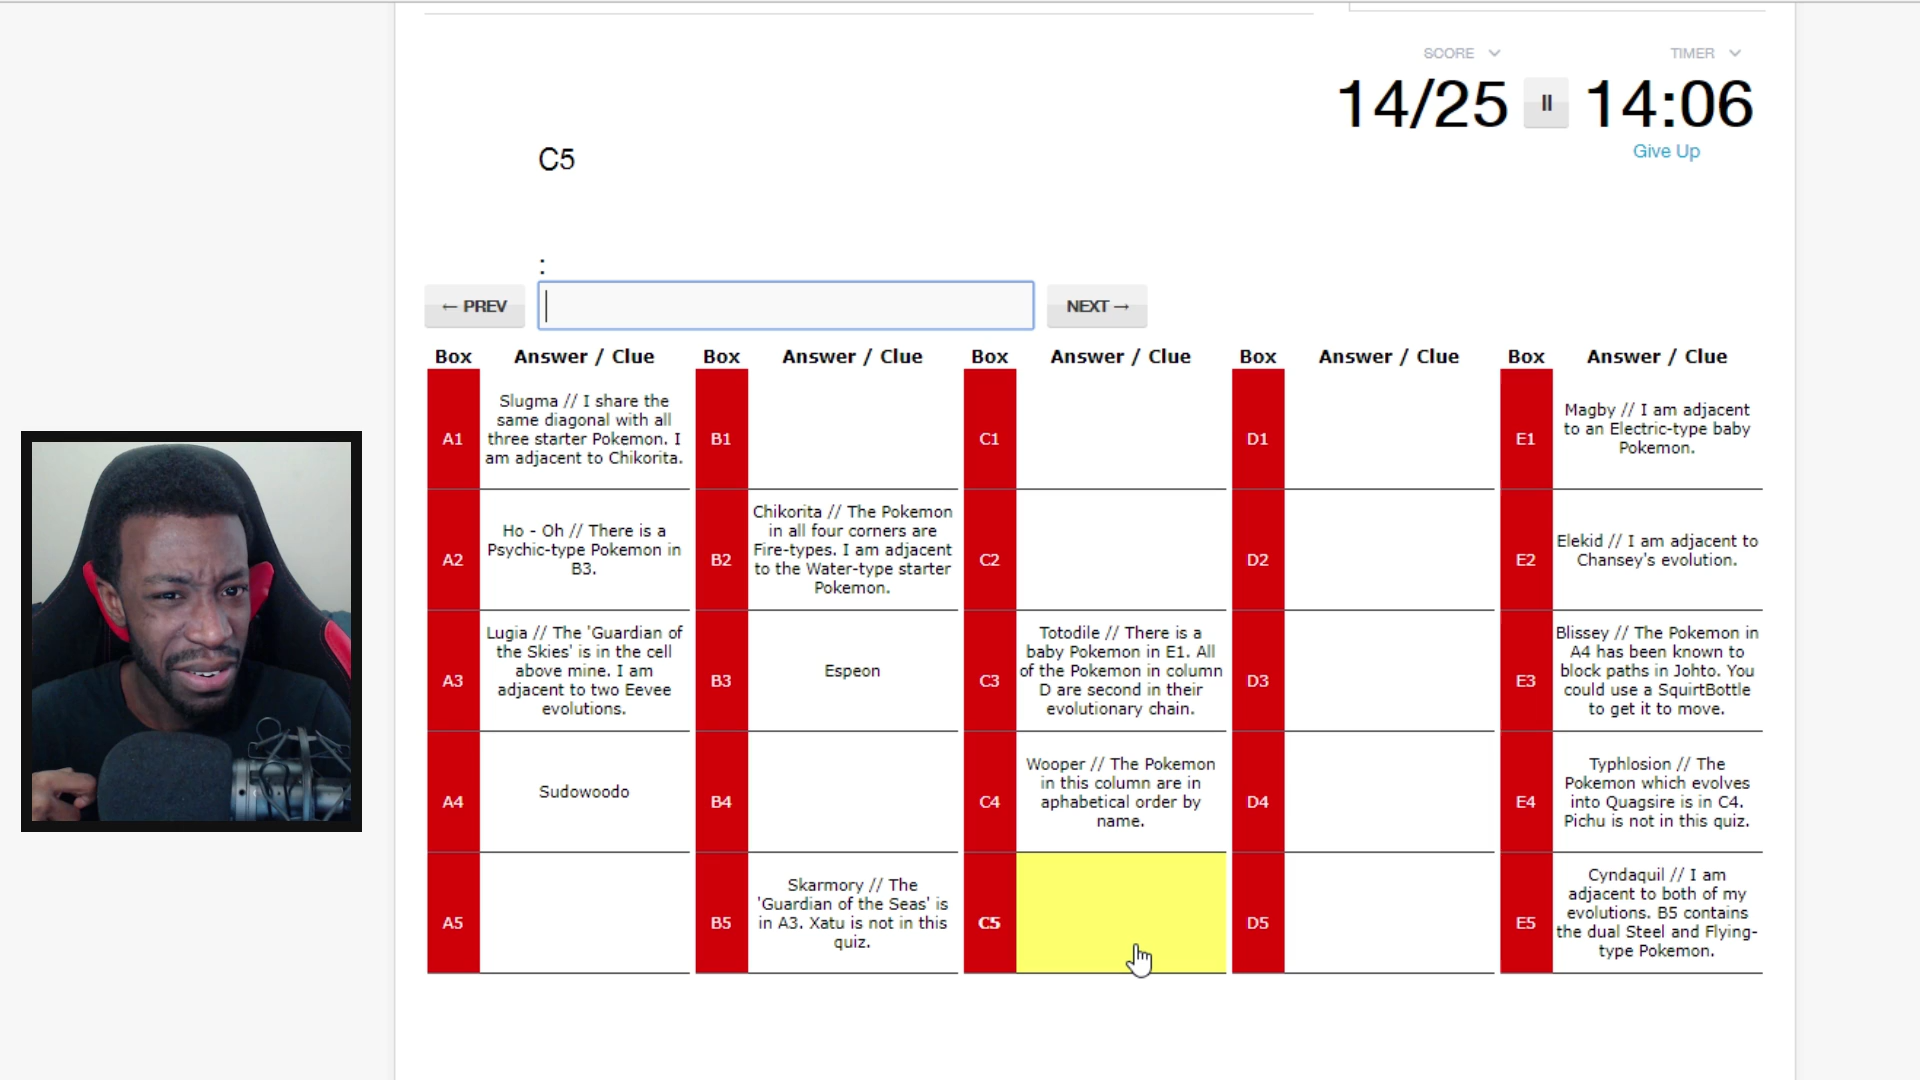 SCORE
TIMER
14/25
II
14:06
Give Up
C5
:
← PREV
NEXT →
Box Answer / Clue Box Answer / Clue Box Answer / Clue Box Answer / Clue Box Answer / Clue
A1
Slugma // I share the
same diagonal with all
three starter Pokemon. I
am adjacent to Chikorita.
B1
C1
D1
E1
Magby // I am adjacent
to an Electric-type baby
Pokemon.
A2
Ho - Oh // There is a
Psychic-type Pokemon in
B3.
B2
Chikorita // The Pokemon
in all four corners are
Fire-types. I am adjacent
to the Water-type starter
Pokemon.
C2
D2
E2
Elekid // I am adjacent to
Chansey's evolution.
A3
Lugia // The 'Guardian of
the Skies' is in the cell
above mine. I am
adjacent to two Eevee
evolutions.
B3
Espeon
C3
Totodile // There is a
baby Pokemon in E1. All
of the Pokemon in column
D are second in their
evolutionary chain.
D3
E3
Blissey // The Pokemon in
A4 has been known to
block paths in Johto. You
could use a SquirtBottle
to get it to move.
A4
Sudowoodo
B4
C4
Wooper // The Pokemon
in this column are in
aphabetical order by
name.
D4
E4
Typhlosion // The
Pokemon which evolves
into Quagsire is in C4.
Pichu is not in this quiz.
A5
B5
Skarmory // The
'Guardian of the Seas' is
in A3. Xatu is not in this
quiz.
C5
D5
E5
Cyndaquil // I am
adjacent to both of my
evolutions. B5 contains
the dual Steel and Flying-
type Pokemon.